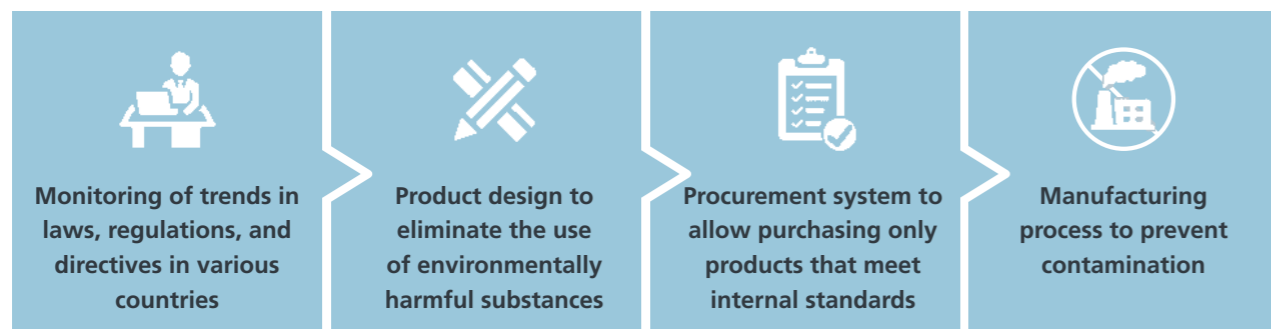 Monitoring of trends in
laws, regulations, and
directives in various
countries
Product design to
eliminate the use
of environmentally
harmful substances
Procurement system to
allow purchasing only
products that meet
internal standards
Manufacturing
process to prevent
contamination